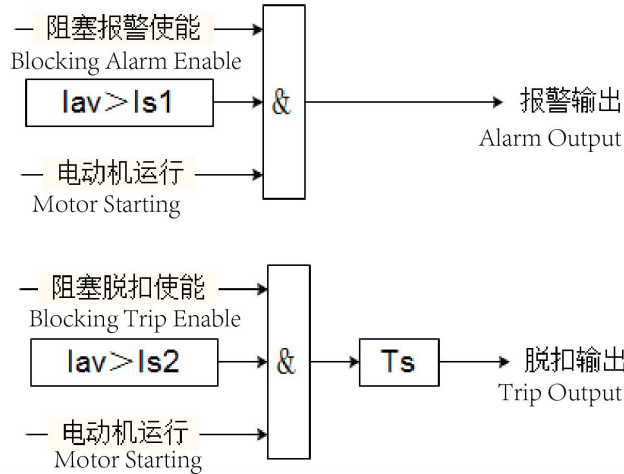 阻塞报警使能
Blocking Alarm Enable
Iav>Is1
&
报警输出
Alarm Output
电动机运行
Motor Starting
阻塞脱扣使能
Blocking Trip Enable
Iav>Is2
&
Ts
脱扣输出
Trip Output
电动机运行
Motor Starting